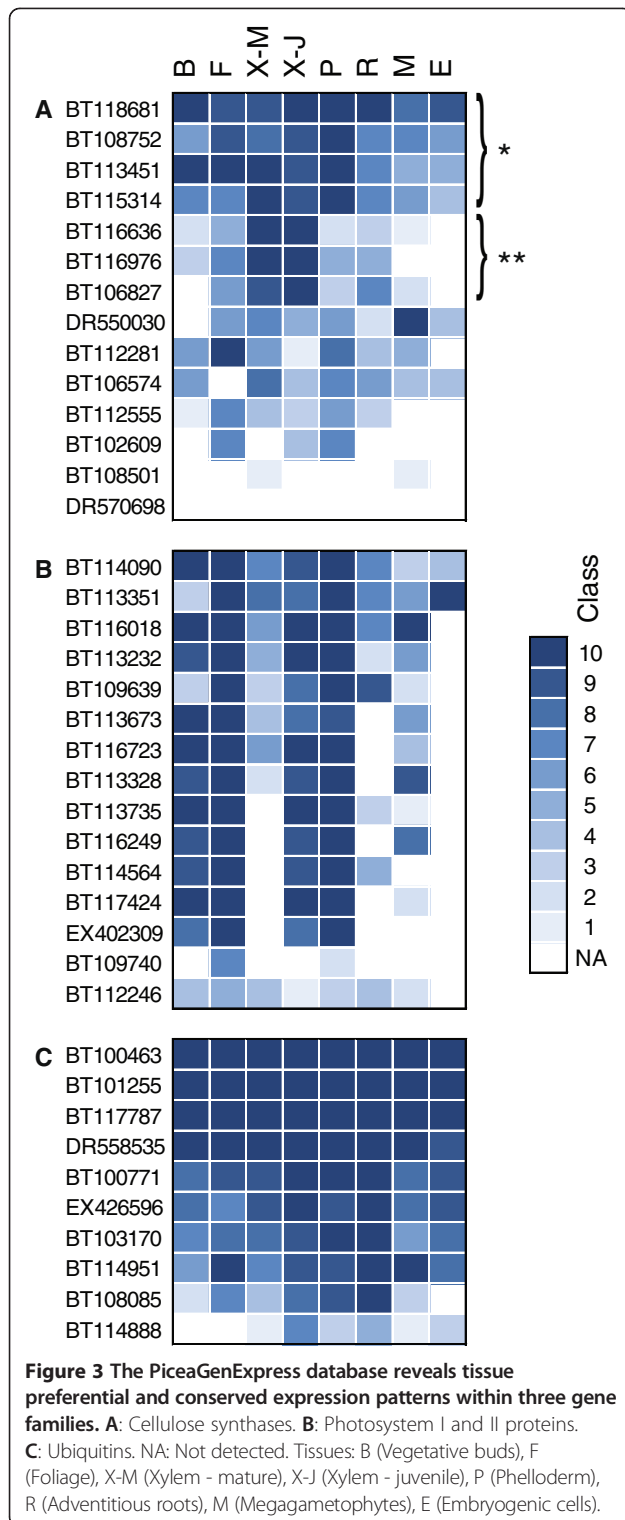 B F X-M X-J P R M E
A BT118681
BT108752
BT113451
BT115314
*
BT116636
BT116976
BT106827
**
DR550030
BT112281
BT106574
BT112555
BT102609
BT108501
DR570698
B BT114090
BT113351
BT116018
BT113232
BT109639
BT113673
BT116723
BT113328
BT113735
BT116249
BT114564
BT117424
EX402309
BT109740
BT112246
Class
10
9
8
7
6
5
4
3
2
1
NA
C BT100463
BT101255
BT117787
DR558535
BT100771
EX426596
BT103170
BT114951
BT108085
BT114888
Figure 3 The PiceaGenExpress database reveals tissue
preferential and conserved expression patterns within three gene
families. A: Cellulose synthases. B: Photosystem I and II proteins.
C: Ubiquitins. NA: Not detected. Tissues: B (Vegetative buds), F
(Foliage), X-M (Xylem - mature), X-J (Xylem - juvenile), P (Phelloderm),
R (Adventitious roots), M (Megagametophytes), E (Embryogenic cells).